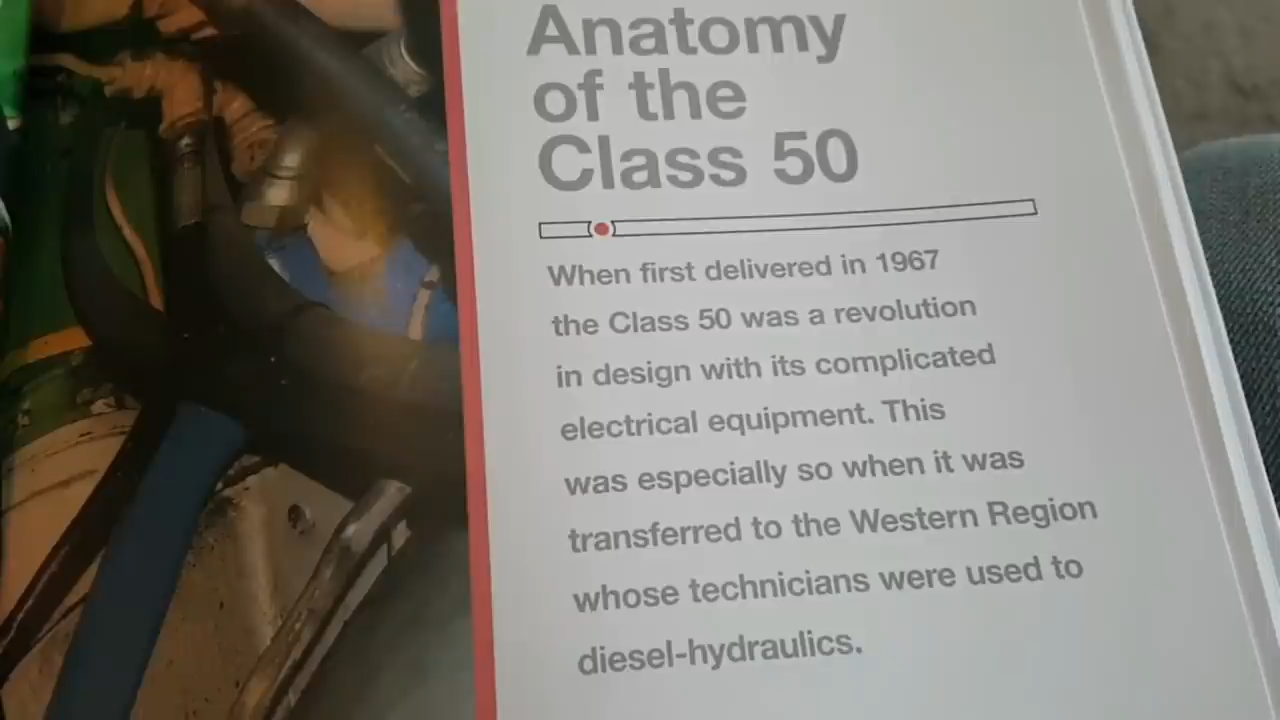 Anatomy
of the
Class 50
When first delivered in 1967
the Class 50 was a revolution
in design with its complicated
electrical equipment. This
was especially so when it was
transferred to the Western Region
whose technicians were used to
diesel-hydraulics.